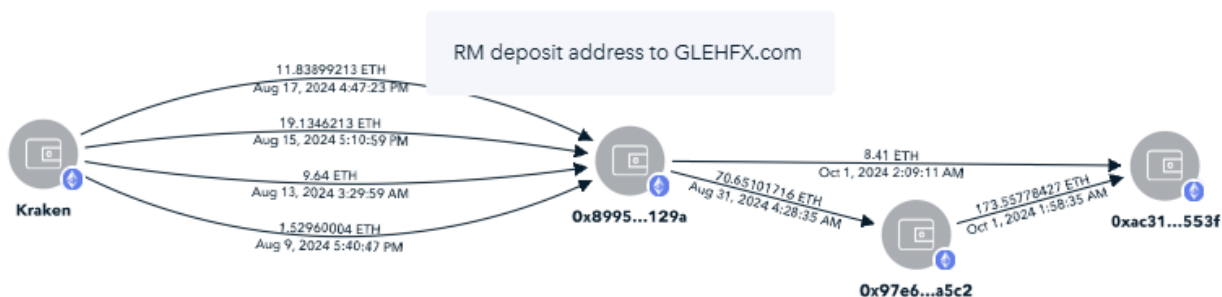 RM deposit address to GLEHFX.com
11.83899213 ETH
Aug 17, 2024 4:47:23 PM
19.1346213 ETH
Aug 15, 2024 5:10:59 PM
9.64 ETH
Aug 13, 2024 3:29:59 AM
1.52960004 ETH
Aug 9, 2024 5:40:47 PM
Kraken
0x8995...129a
8.41 ETH
Oct 1, 2024 2:09:11 AM
70.65101716 ETH
Aug 31, 2024 4:28:35 AM
173.55778427 ETH
Oct 1, 2024 1:58:35 AM
0xac31...553f
0x97e6...a5c2